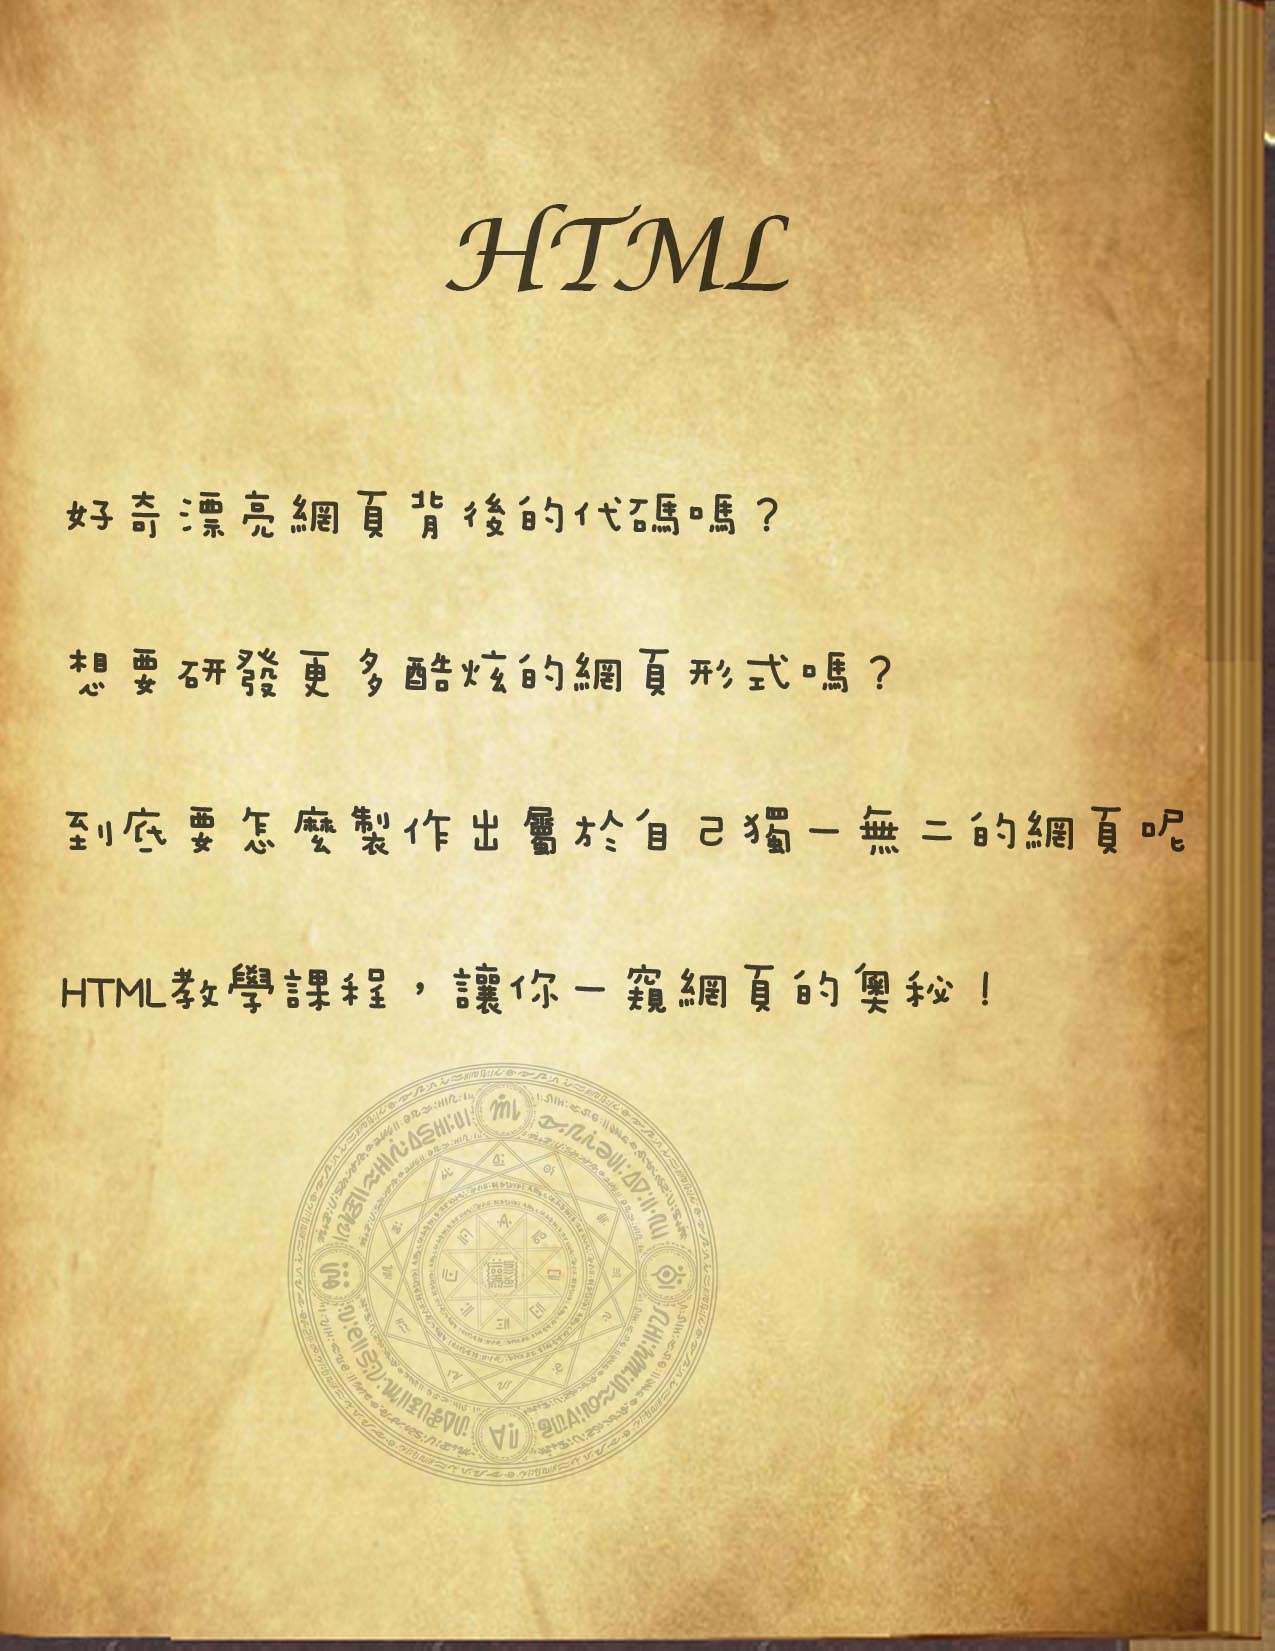 HTML
好奇漂亮網頁背後的代碼嗎？
想要研發更多酷炫的網頁形式嗎？
到底要怎麼製作出屬於自己獨一無二的網頁呢
HTML教學課程，讓你一窺網頁的奧秘！